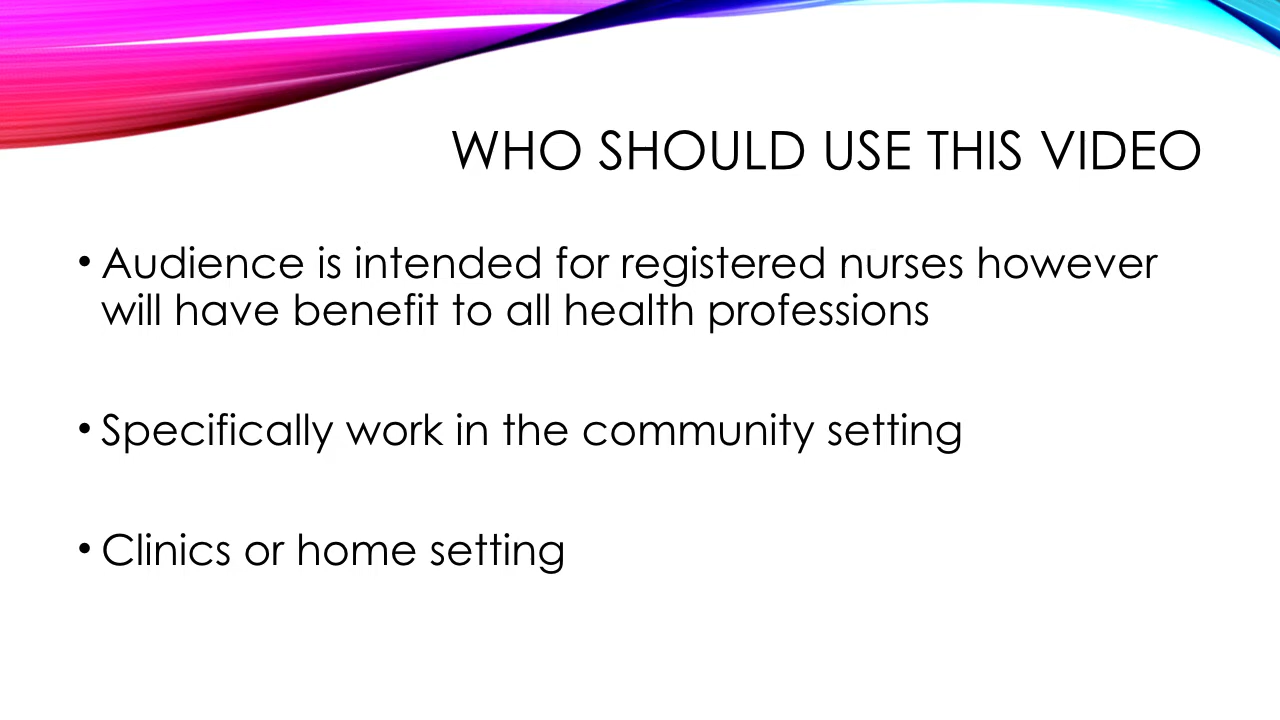 WHO SHOULD USE THIS VIDEO
• Audience is intended for registered nurses however
will have benefit to all health professions
• Specifically work in the community setting
• Clinics or home setting